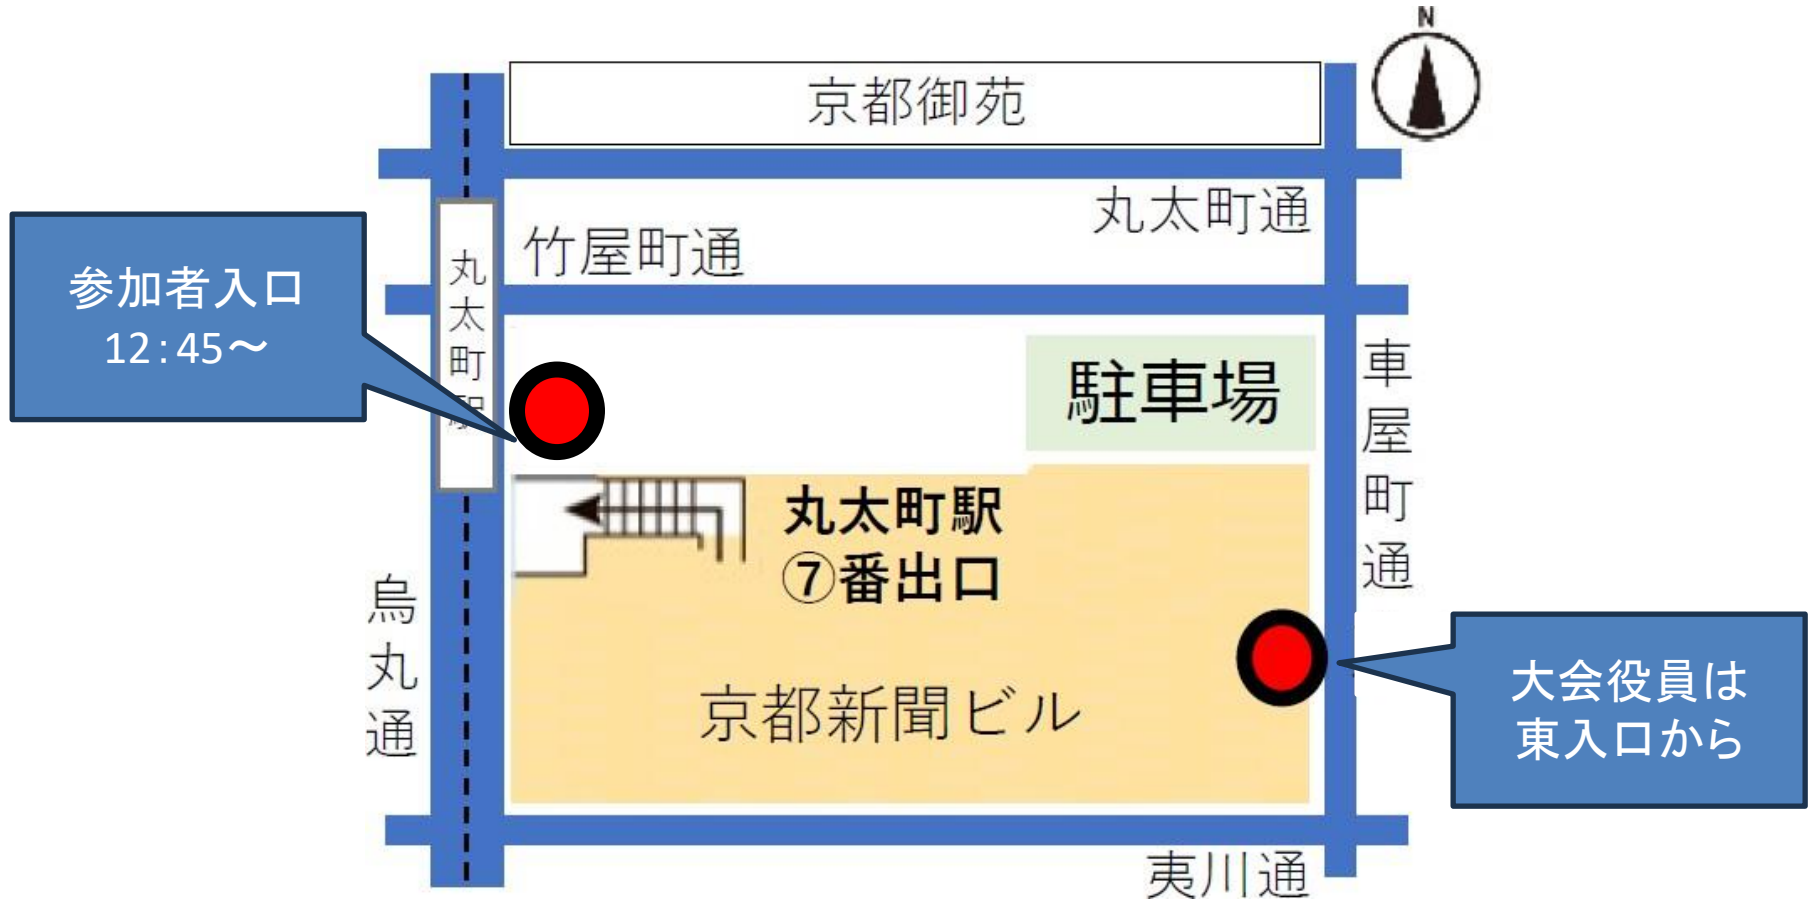 N
京都御苑
丸太町通
竹屋町通
参加者入口
12:45～
丸太町駅
駐車場
車屋町通
丸太町駅
⑦番出口
烏丸通
京都新聞ビル
大会役員は
東入口から
夷川通